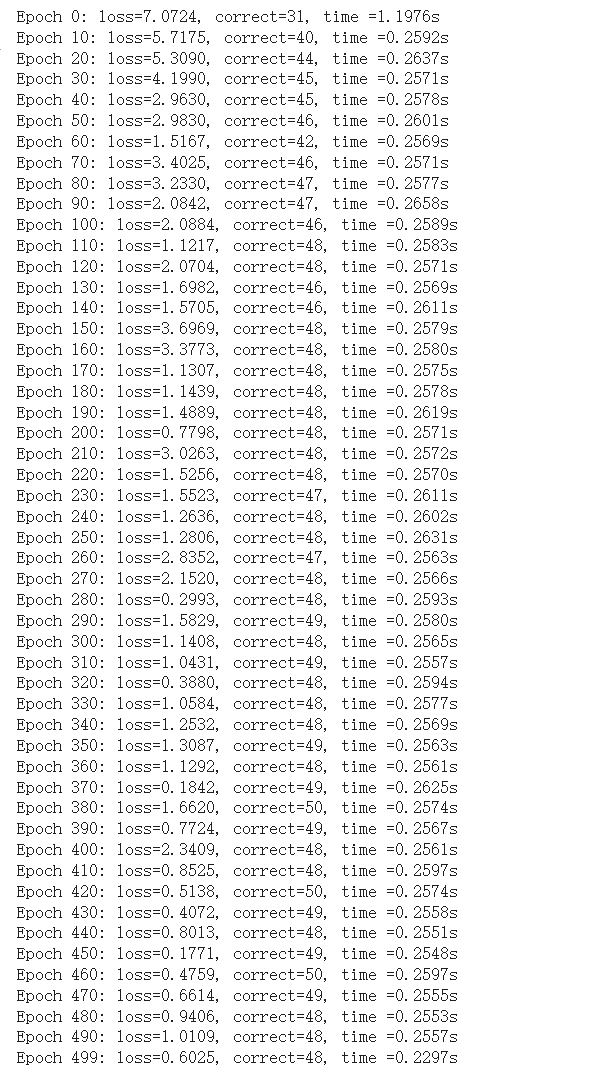 Epoch 0: loss=7.0724, correct=31, time =1.1976s
Epoch 10: loss=5.7175, correct=40, time =0.2592s
Epoch 20: loss=5.3090, correct=44, time =0.2637s
Epoch 30: loss=4.1990, correct=45, time =0.2571s
Epoch 40: loss=2.9630, correct=45, time =0.2578s
Epoch 50: loss=2.9830, correct=46, time =0.2601s
Epoch 60: loss=1.5167, correct=42, time =0.2569s
Epoch 70: loss=3.4025, correct=46, time =0.2571s
Epoch 80: loss=3.2330, correct=47, time =0.2577s
Epoch 90: loss=2.0842, correct=47, time =0.2658s
Epoch 100: loss=2.0884, correct=46, time =0.2589s
Epoch 110: loss=1.1217, correct=48, time =0.2583s
Epoch 120: loss=2.0704, correct=48, time =0.2571s
Epoch 130: loss=1.6982, correct=46, time =0.2569s
Epoch 140: loss=1.5705, correct=46, time =0.2611s
Epoch 150: loss=3.6969, correct=48, time =0.2579s
Epoch 160: loss=3.3773, correct=48, time =0.2580s
Epoch 170: loss=1.1307, correct=48, time =0.2575s
Epoch 180: loss=1.1439, correct=48, time =0.2578s
Epoch 190: loss=1.4889, correct=48, time =0.2619s
Epoch 200: loss=0.7798, correct=48, time =0.2571s
Epoch 210: loss=3.0263, correct=48, time =0.2572s
Epoch 220: loss=1.5256, correct=48, time =0.2570s
Epoch 230: loss=1.5523, correct=47, time =0.2611s
Epoch 240: loss=1.2636, correct=48, time =0.2602s
Epoch 250: loss=1.2806, correct=48, time =0.2631s
Epoch 260: loss=2.8352, correct=47, time =0.2563s
Epoch 270: loss=2.1520, correct=48, time =0.2566s
Epoch 280: loss=0.2993, correct=48, time =0.2593s
Epoch 290: loss=1.5829, correct=49, time =0.2580s
Epoch 300: loss=1.1408, correct=48, time =0.2565s
Epoch 310: loss=1.0431, correct=49, time =0.2557s
Epoch 320: loss=0.3880, correct=48, time =0.2594s
Epoch 330: loss=1.0584, correct=48, time =0.2577s
Epoch 340: loss=1.2532, correct=48, time =0.2569s
Epoch 350: loss=1.3087, correct=49, time =0.2563s
Epoch 360: loss=1.1292, correct=48, time =0.2561s
Epoch 370: loss=0.1842, correct=49, time =0.2625s
Epoch 380: loss=1.6620, correct=50, time =0.2574s
Epoch 390: loss=0.7724, correct=49, time =0.2567s
Epoch 400: loss=2.3409, correct=48, time =0.2561s
Epoch 410: loss=0.8525, correct=48, time =0.2597s
Epoch 420: loss=0.5138, correct=50, time =0.2574s
Epoch 430: loss=0.4072, correct=49, time =0.2558s
Epoch 440: loss=0.8013, correct=48, time =0.2551s
Epoch 450: loss=0.1771, correct=49, time =0.2548s
Epoch 460: loss=0.4759, correct=50, time =0.2597s
Epoch 470: loss=0.6614, correct=49, time =0.2555s
Epoch 480: loss=0.9406, correct=48, time =0.2553s
Epoch 490: loss=1.0109, correct=48, time =0.2557s
Epoch 499: loss=0.6025, correct=48, time =0.2297s